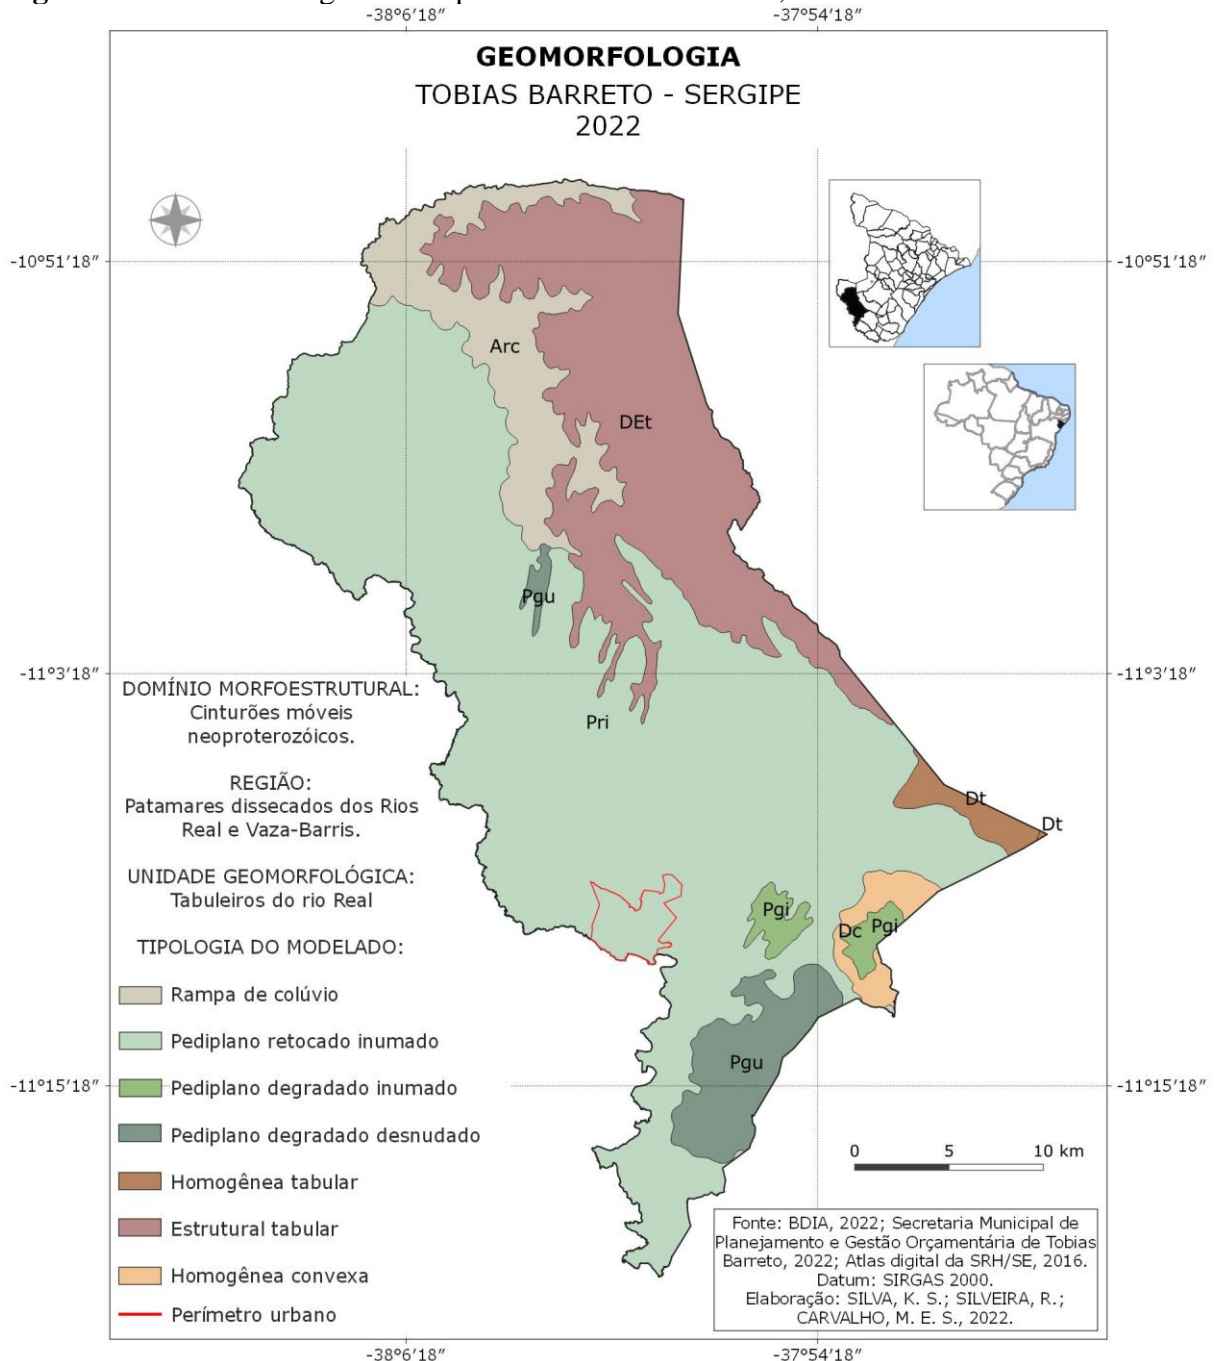 -38°6′18″
-37°54′18″
GEOMORFOLOGIA
TOBIAS BARRETO - SERGIPE
2022
-10°51′18″
-10°51′18″
Arc
DEt
Pgu
-11°3′18″
-11°3′18″
Pri
Dt
Dt
Pgi
Dc
Pgi
Pgu
DOMÍNIO MORFOESTRUTURAL:
Cinturões móveis
neoproterozóicos.
REGIÃO:
Patamares dissecados dos Rios
Real e Vaza-Barris.
UNIDADE GEOMORFOLÓGICA:
Tabuleiros do rio Real
TIPOLOGIA DO MODELADO:
Rampa de colúvio
Pediplano retocado inumado
Pediplano degradado inumado
Pediplano degradado desnudado
Homogênea tabular
Estrutural tabular
Homogênea convexa
Perímetro urbano
-11°15′18″
-11°15′18″
0 5 10 km
Fonte: BDIA, 2022; Secretaria Municipal de
Planejamento e Gestão Orçamentária de Tobias
Barreto, 2022; Atlas digital da SRH/SE, 2016.
Datum: SIRGAS 2000.
Elaboração: SILVA, K. S.; SILVEIRA, R.;
CARVALHO, M. E. S., 2022.
-38°6′18″
-37°54′18″